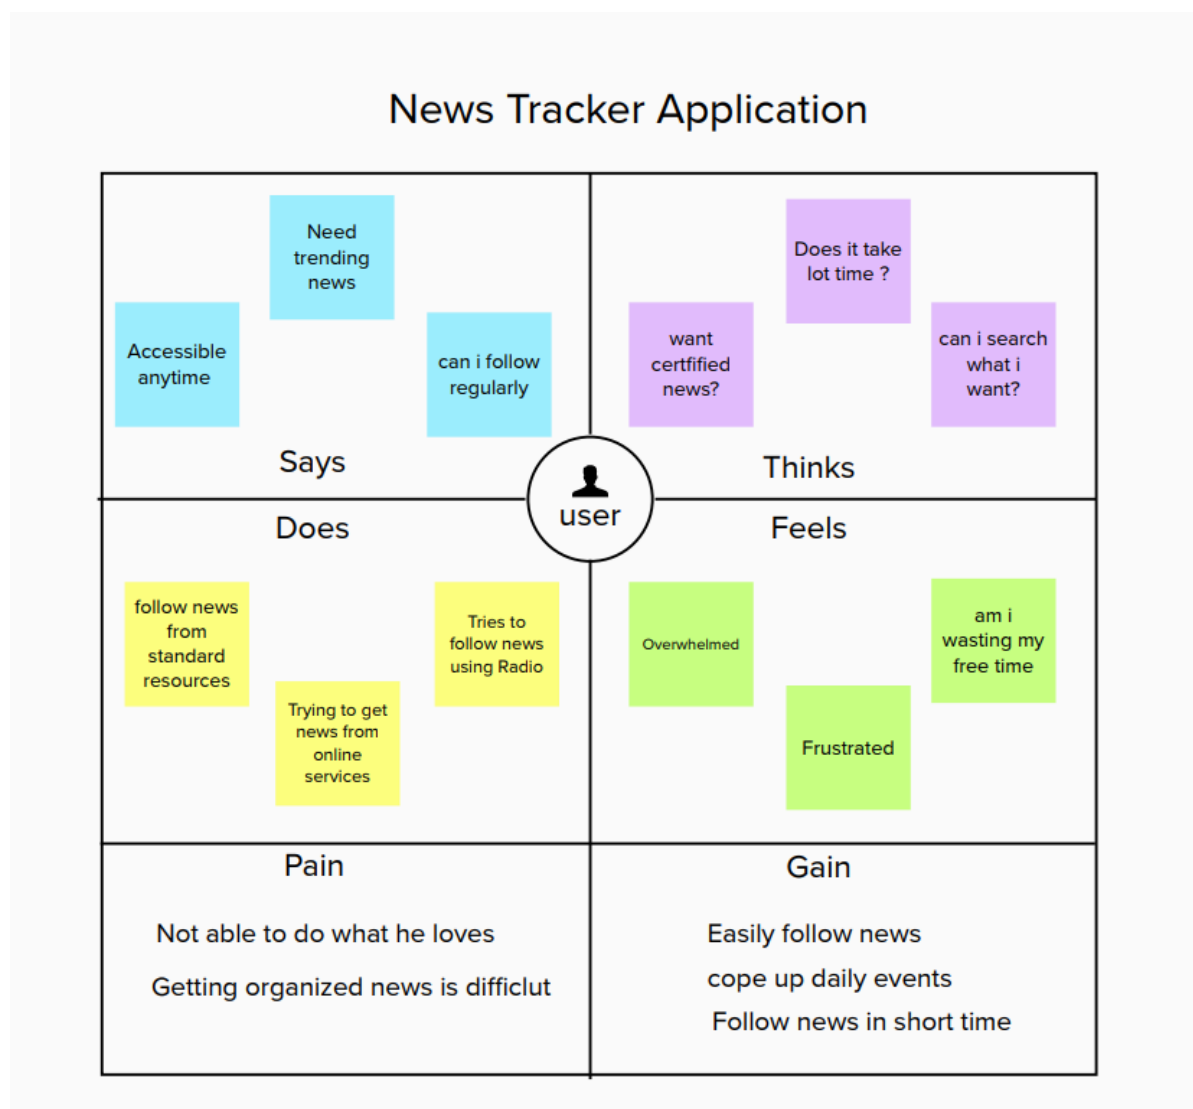 News Tracker Application
Need
trending
news
Accessible
anytime
can i follow
regularly
Says
Does it take
lot time ?
want
certfified
news?
can i search
what i
want?
Thinks
user
Does
follow news
from
standard
resources
Trying to get
news from
online
services
Tries to
follow news
using Radio
Feels
Overwhelmed
Frustrated
am i
wasting my
free time
Pain
Not able to do what he loves
Getting organized news is difficlut
Gain
Easily follow news
cope up daily events
Follow news in short time